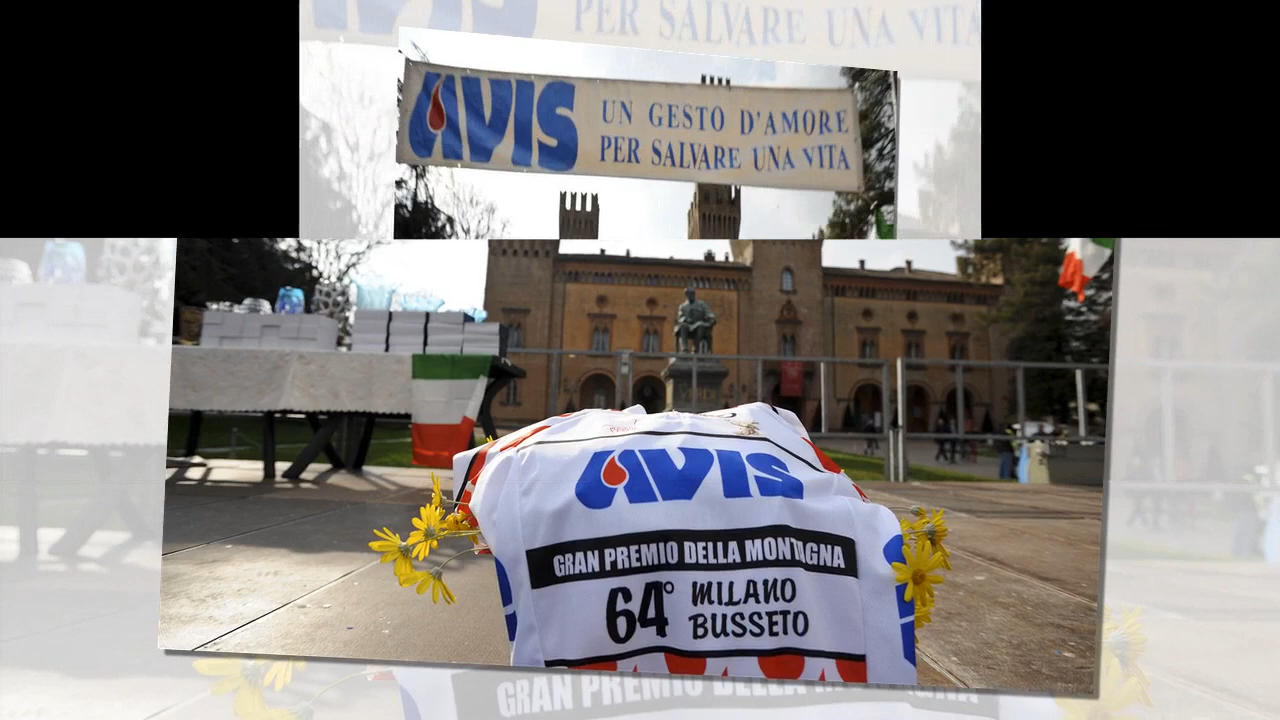 PER SALVARE UNA VITA
AVIS
UN GESTO D'AMORE
PER SALVARE UNA VITA
AVIS
GRAN PREMIO DELLA MONTAGNA
64° MILANO
BUSSETO
GRAN PREMIO DELLA MONTAGNA